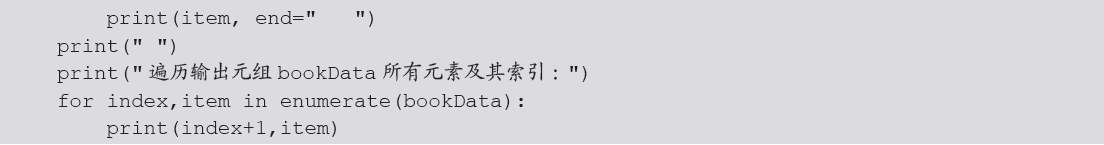 print(item, end="   ")
    print(" ")
    print("遍历输出元组bookData所有元素及其索引：")
    for index,item in enumerate(bookData):
        print(index+1,item)